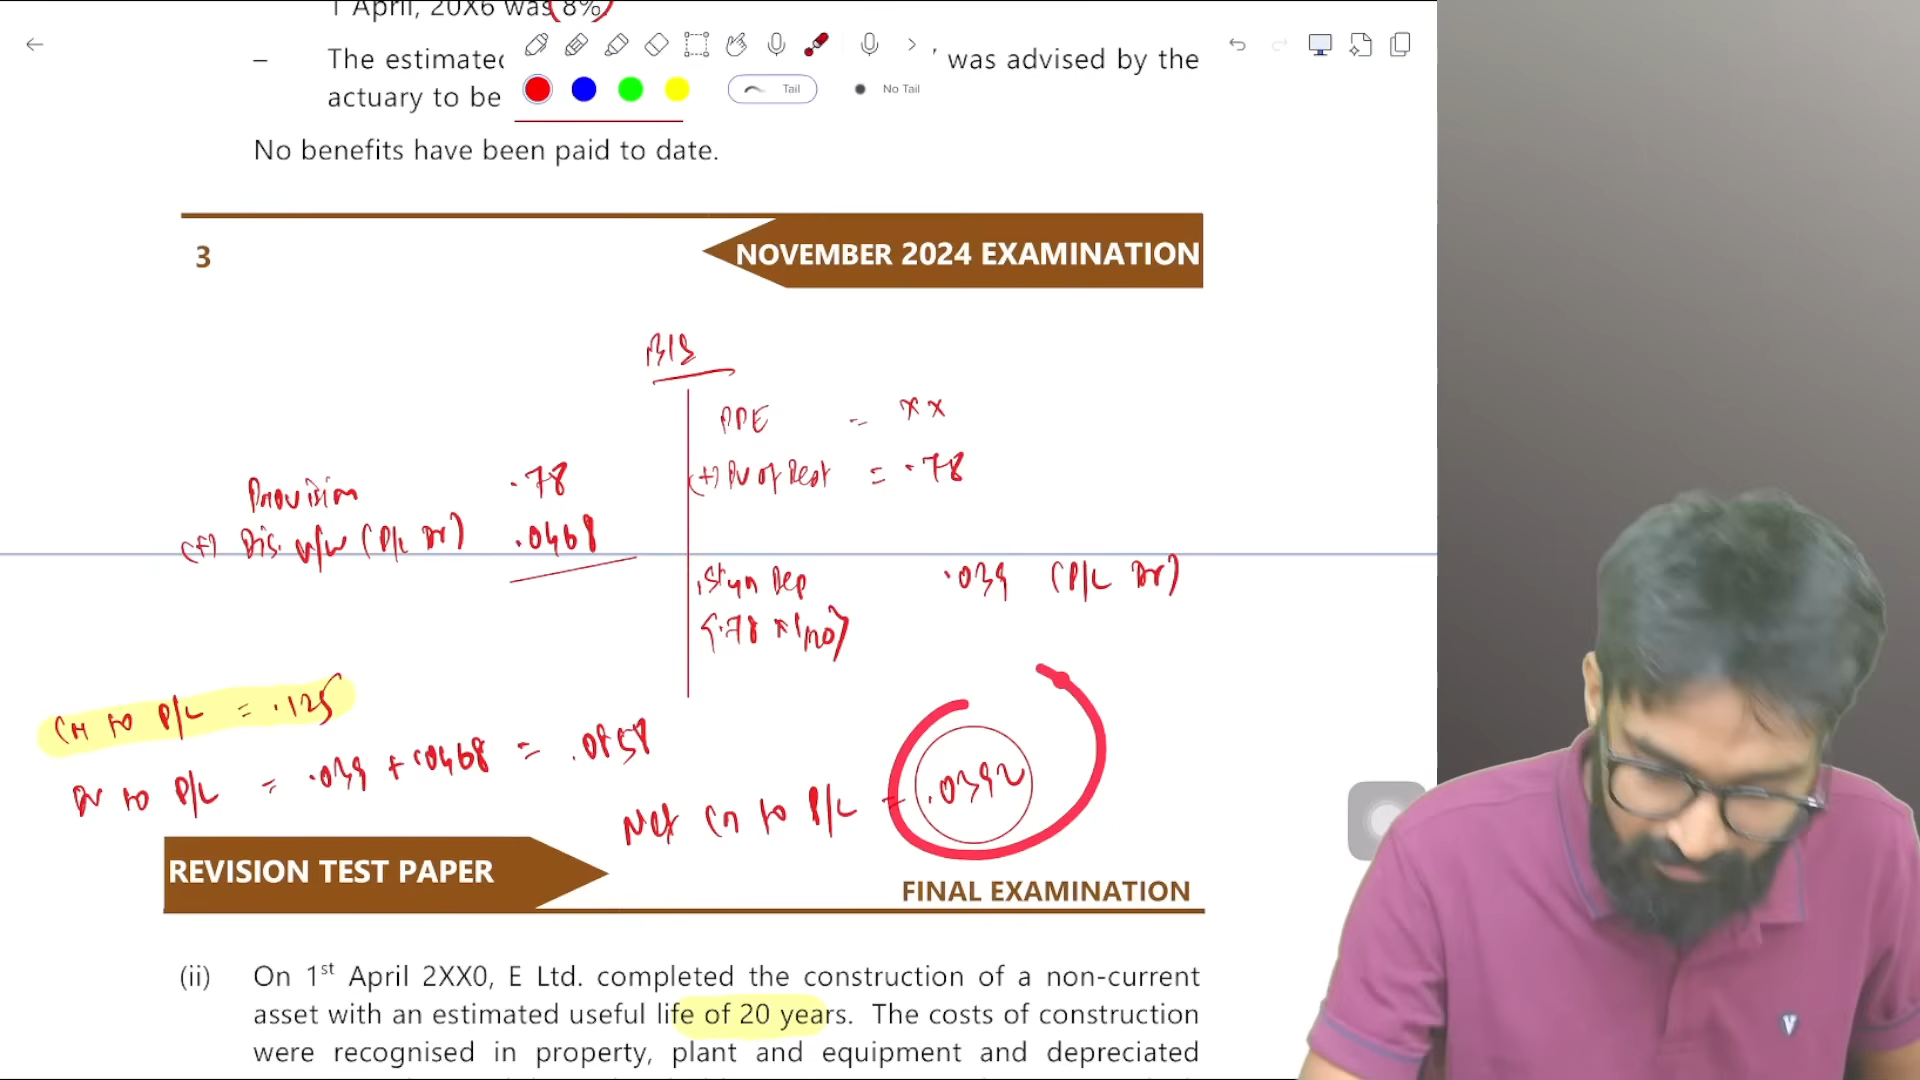 1 April, 20X6 was (8%)
– The estimated was advised by the
actuary to be
Tail
No Tail
No benefits have been paid to date.
3
NOVEMBER 2024 EXAMINATION
B/S
PPE = xx
Provision .78
(+) PV of Rest = .78
(+) Dis. u/w (P/L Dr) .0468
1 styn Dep .039 (P/L Dr)
{.78 x 1/20}
Cr to P/L = .125
Dr to P/L = .039 + .0468 = .0858
Net Cr to P/L = .0392
REVISION TEST PAPER
FINAL EXAMINATION
(ii) On 1st April 2XX0, E Ltd. completed the construction of a non-current
asset with an estimated useful life of 20 years. The costs of construction
were recognised in property, plant and equipment and depreciated
V